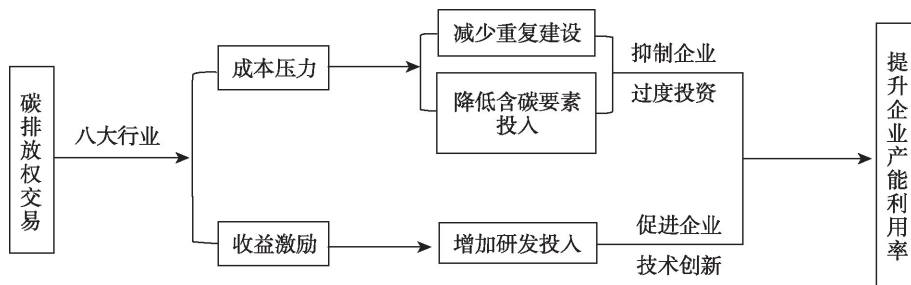 碳排放权交易
八大行业
成本压力
减少重复建设
降低含碳要素
投入
抑制企业
过度投资
收益激励
增加研发投入
促进企业
技术创新
提升企业产能利用率